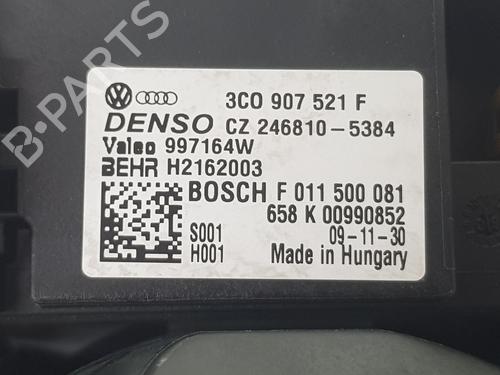 3C0 907 521 F
DENSO CZ 246810-5384
Valeo 997164W
BEHR H2162003
BOSCH F 011 500 081
658 K 00990852
S001 09-11-30
H001 Made in Hungary
B-PARTS